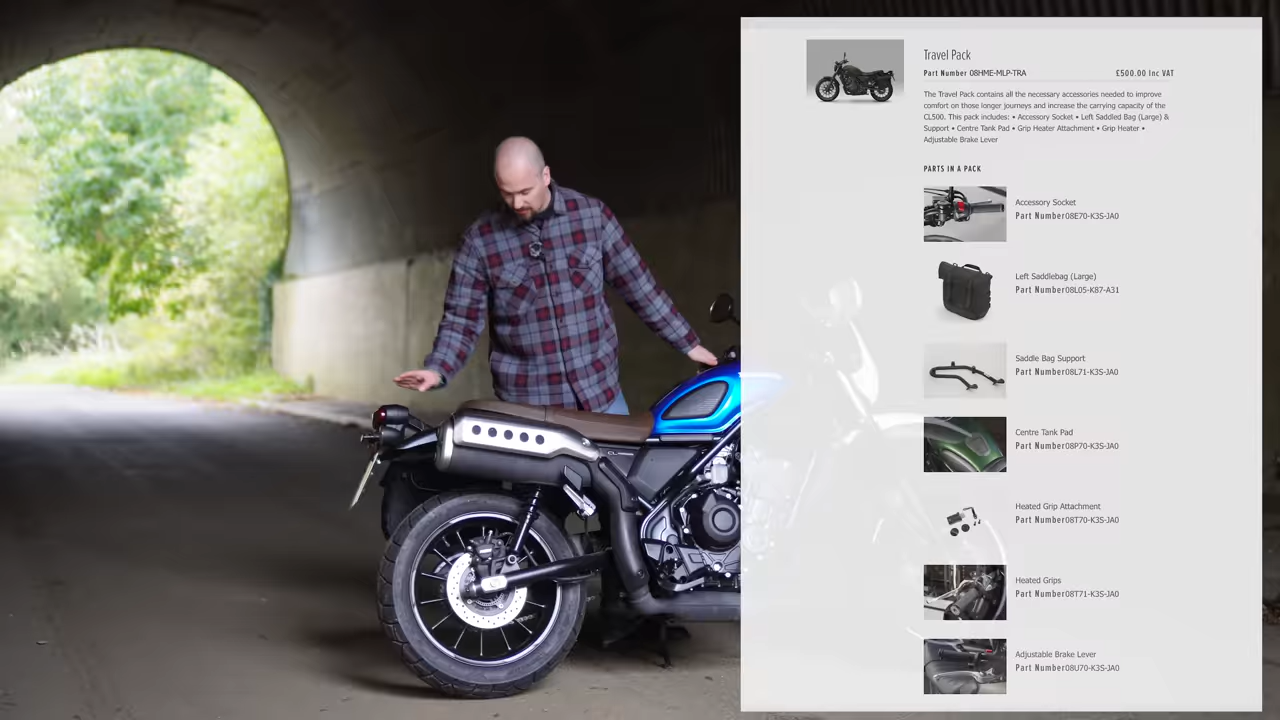 Travel Pack
Part Number 08HME-MLP-TRA £500.00 Inc VAT
The Travel Pack contains all the necessary accessories needed to improve
comfort on those longer journeys and increase the carrying capacity of the
CL500. This pack includes: • Accessory Socket • Left Saddled Bag (Large) &
Support • Centre Tank Pad • Grip Heater Attachment • Grip Heater •
Adjustable Brake Lever
PARTS IN A PACK
Accessory Socket
Part Number08E70-K3S-JA0
Left Saddlebag (Large)
Part Number08L05-K87-A31
Saddle Bag Support
Part Number08L71-K3S-JA0
Centre Tank Pad
Part Number08P70-K3S-JA0
Heated Grip Attachment
Part Number08T70-K3S-JA0
Heated Grips
Part Number08T71-K3S-JA0
Adjustable Brake Lever
Part Number08U70-K3S-JA0